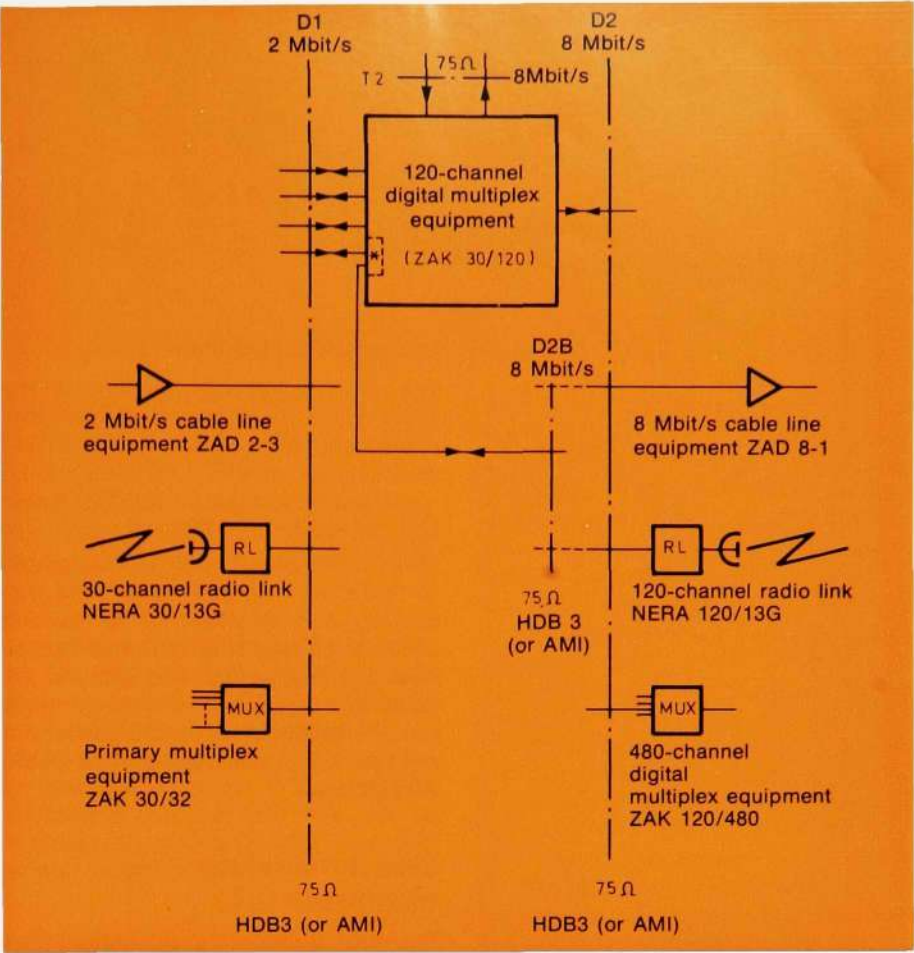 D1
2 Mbit/s
D2
8 Mbit/s
T2
75Ω
8Mbit/s
120-channel
digital multiplex
equipment
(ZAK 30/120)
*
D2B
8 Mbit/s
2 Mbit/s cable line
equipment ZAD 2-3
8 Mbit/s cable line
equipment ZAD 8-1
RL
30-channel radio link
NERA 30/13G
RL
120-channel radio link
NERA 120/13G
75Ω
HDB 3
(or AMI)
MUX
Primary multiplex
equipment
ZAK 30/32
MUX
480-channel
digital
multiplex equipment
ZAK 120/480
75Ω
HDB3 (or AMI)
75Ω
HDB3 (or AMI)